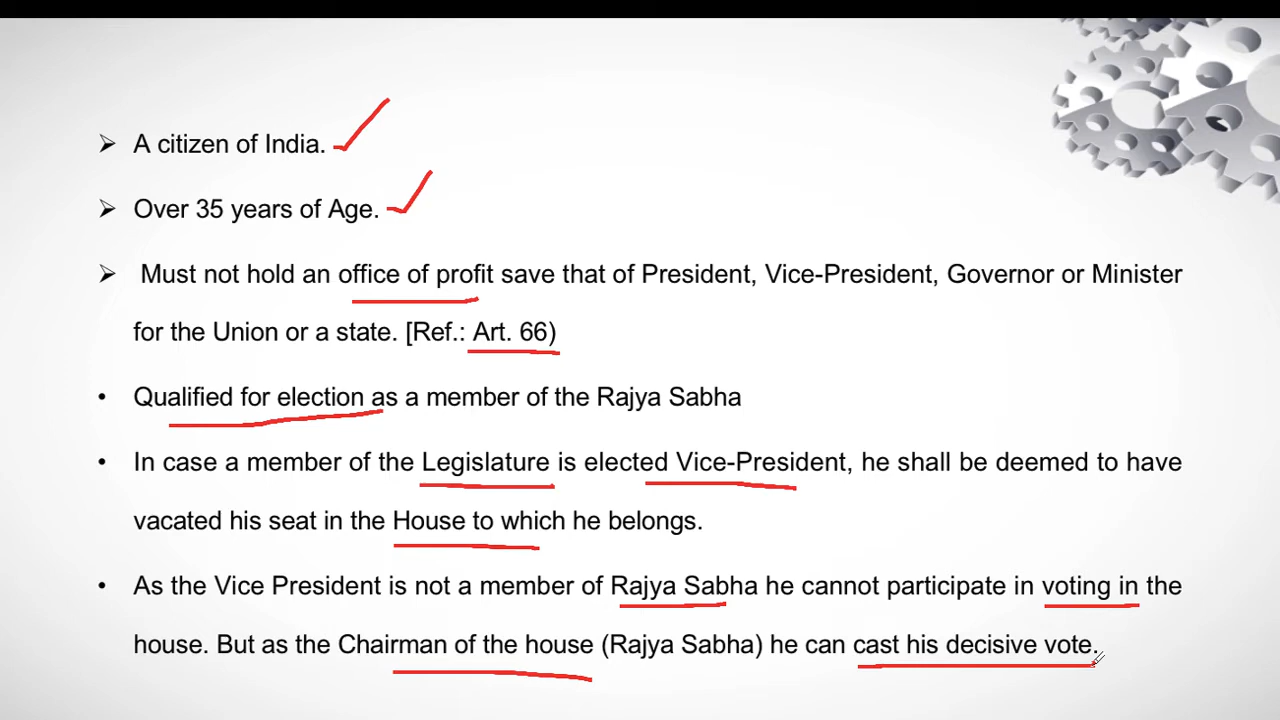 ➢ A citizen of India.
➢ Over 35 years of Age.
➢ Must not hold an office of profit save that of President, Vice-President, Governor or Minister
for the Union or a state. [Ref.: Art. 66)
• Qualified for election as a member of the Rajya Sabha
• In case a member of the Legislature is elected Vice-President, he shall be deemed to have
vacated his seat in the House to which he belongs.
• As the Vice President is not a member of Rajya Sabha he cannot participate in voting in the
house. But as the Chairman of the house (Rajya Sabha) he can cast his decisive vote.